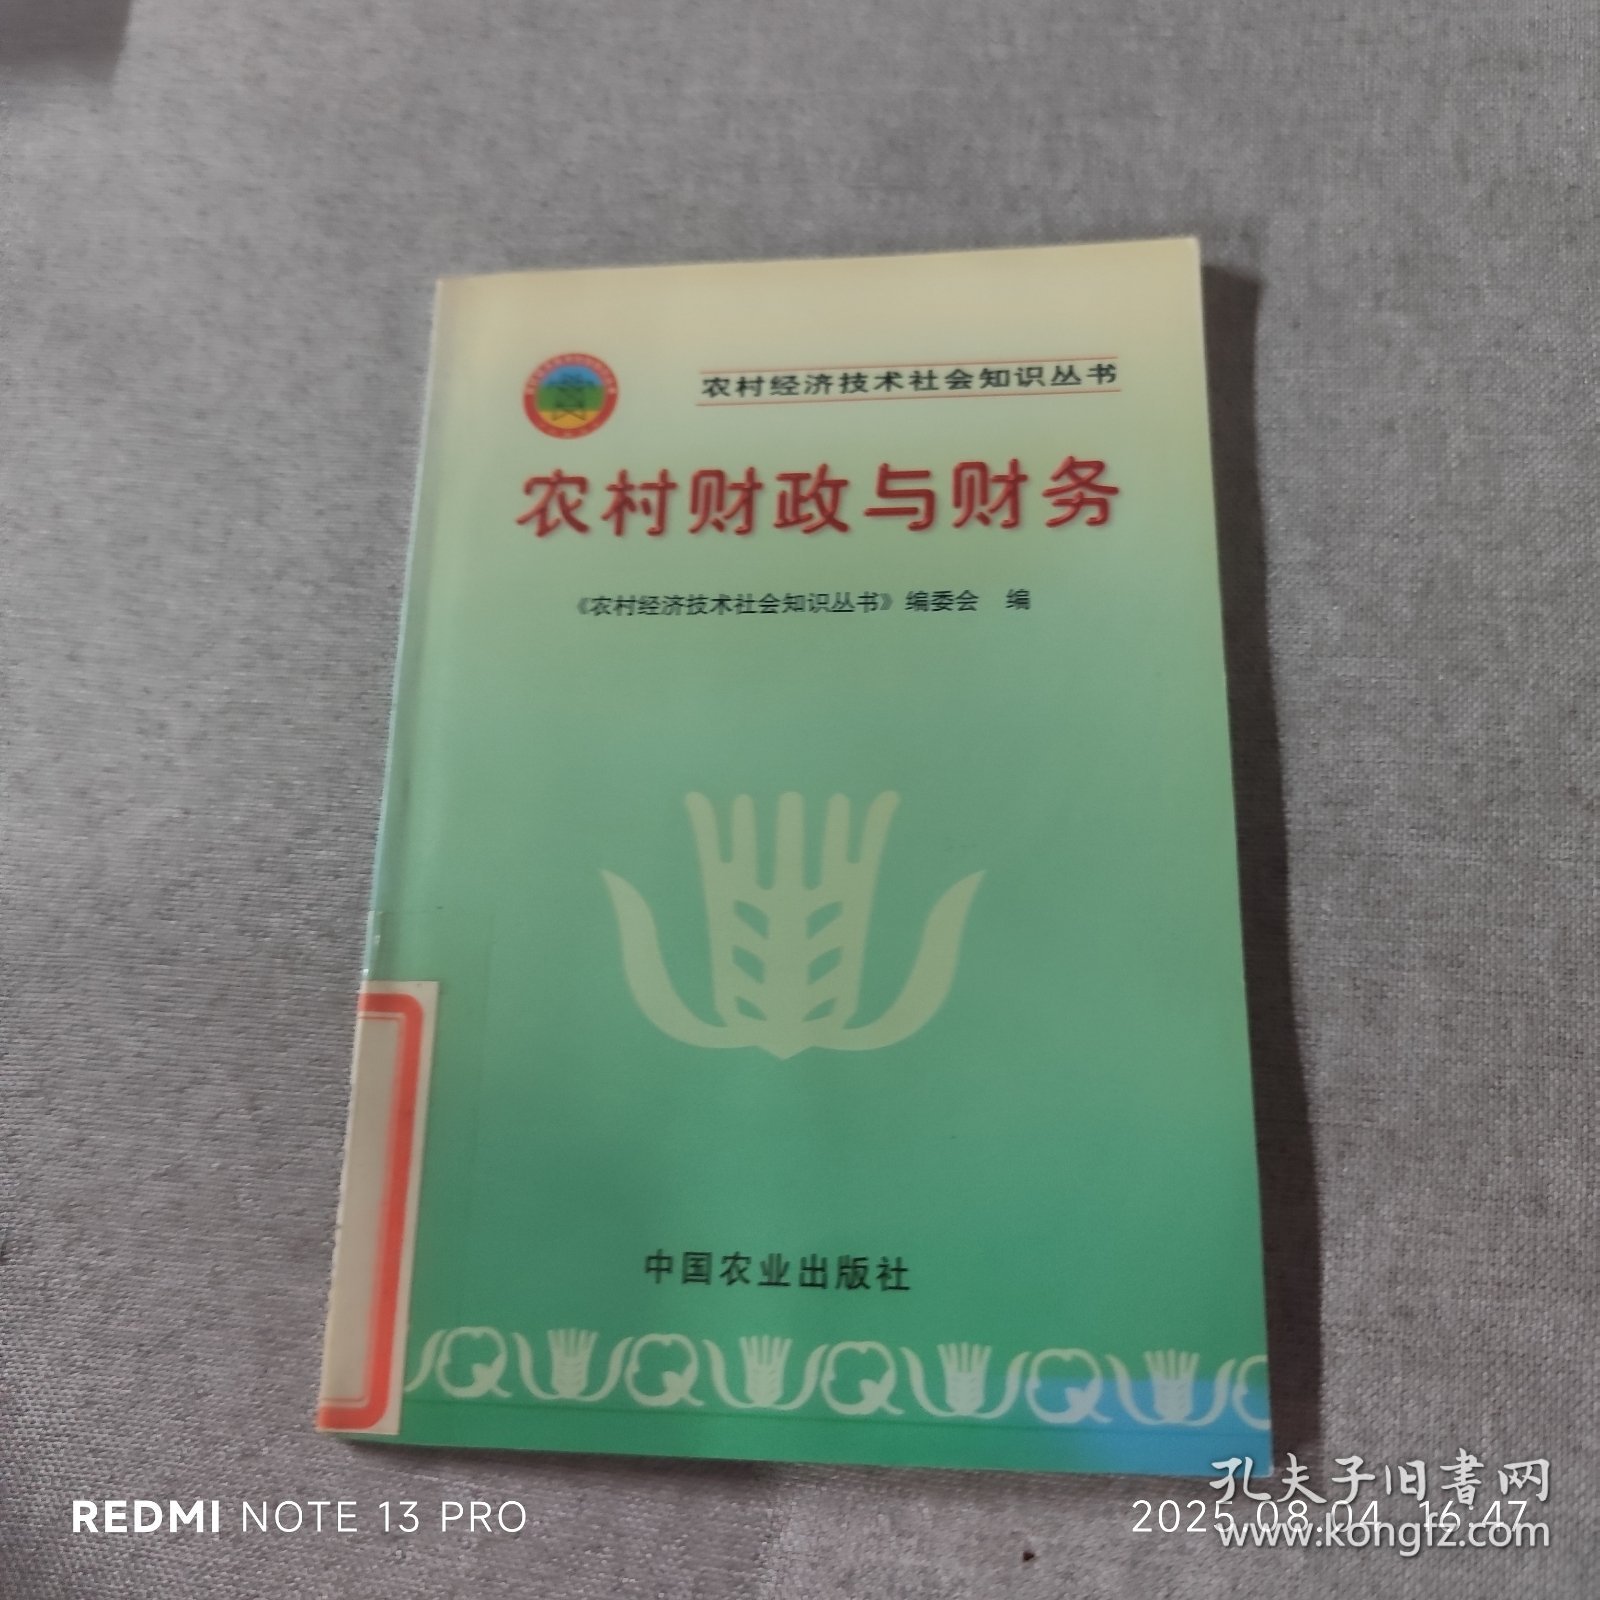 农村经济技术社会知识丛书
农村财政与财务
《农村经济技术社会知识丛书》编委会 编
中国农业出版社
REDMI NOTE 13 PRO
2025.08.04 16:47
孔夫子旧書网
www.kongfz.com